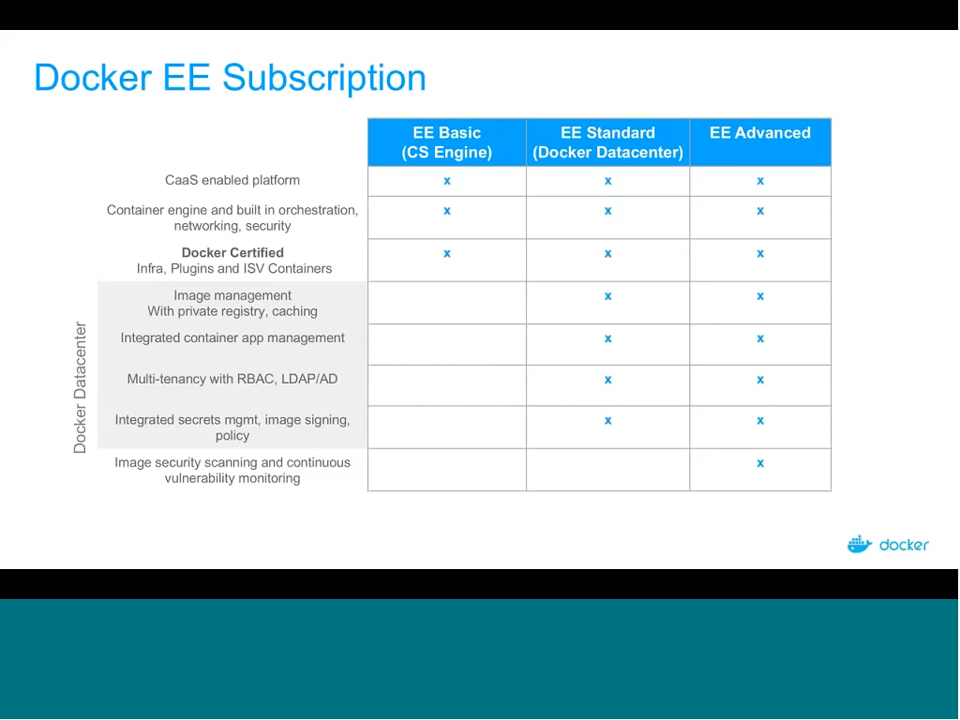 Docker EE Subscription
EE Basic
(CS Engine)
EE Standard
(Docker Datacenter)
EE Advanced
CaaS enabled platform
x
x
x
Container engine and built in orchestration,
networking, security
x
x
x
Docker Certified
Infra, Plugins and ISV Containers
x
x
x
Docker Datacenter
Image management
With private registry, caching
x
x
Integrated container app management
x
x
Multi-tenancy with RBAC, LDAP/AD
x
x
Integrated secrets mgmt, image signing,
policy
x
x
Image security scanning and continuous
vulnerability monitoring
x
docker